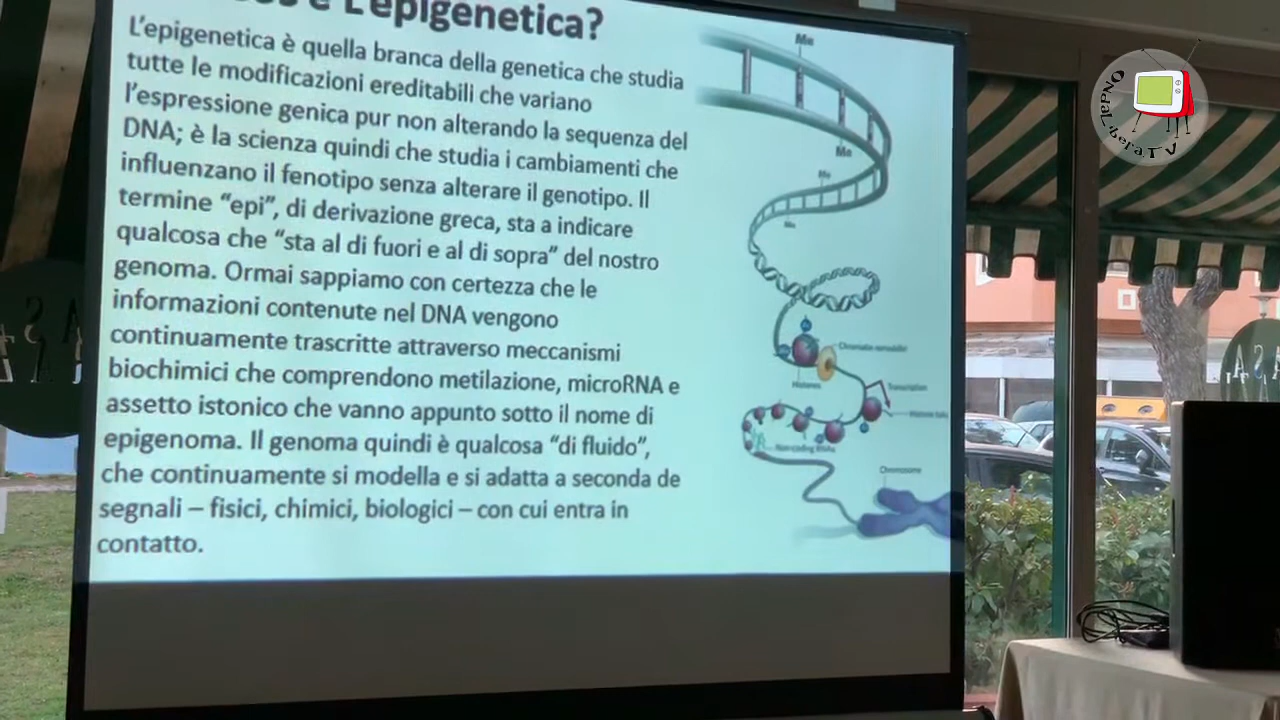 L'epigenetica?
L'epigenetica è quella branca della genetica che studia
tutte le modificazioni ereditabili che variano
l'espressione genica pur non alterando la sequenza del
DNA; è la scienza quindi che studia i cambiamenti che
influenzano il fenotipo senza alterare il genotipo. Il
termine "epi", di derivazione greca, sta a indicare
qualcosa che "sta al di fuori e al di sopra" del nostro
genoma. Ormai sappiamo con certezza che le
informazioni contenute nel DNA vengono
continuamente trascritte attraverso meccanismi
biochimici che comprendono metilazione, microRNA e
assetto istonico che vanno appunto sotto il nome di
epigenoma. Il genoma quindi è qualcosa "di fluido",
che continuamente si modella e si adatta a seconda de
segnali – fisici, chimici, biologici – con cui entra in
contatto.
Me
Me
Me
Me
Histones
Transcription
Non-coding RNAs
Chromosome
OndaLiberaTV